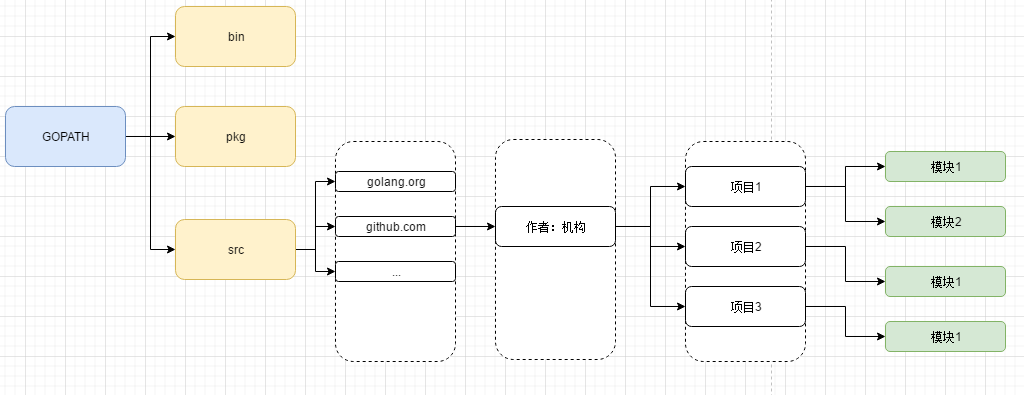 GOPATH
bin
pkg
src
golang.org
github.com
...
作者：机构
项目1
项目2
项目3
模块1
模块2
模块1
模块1